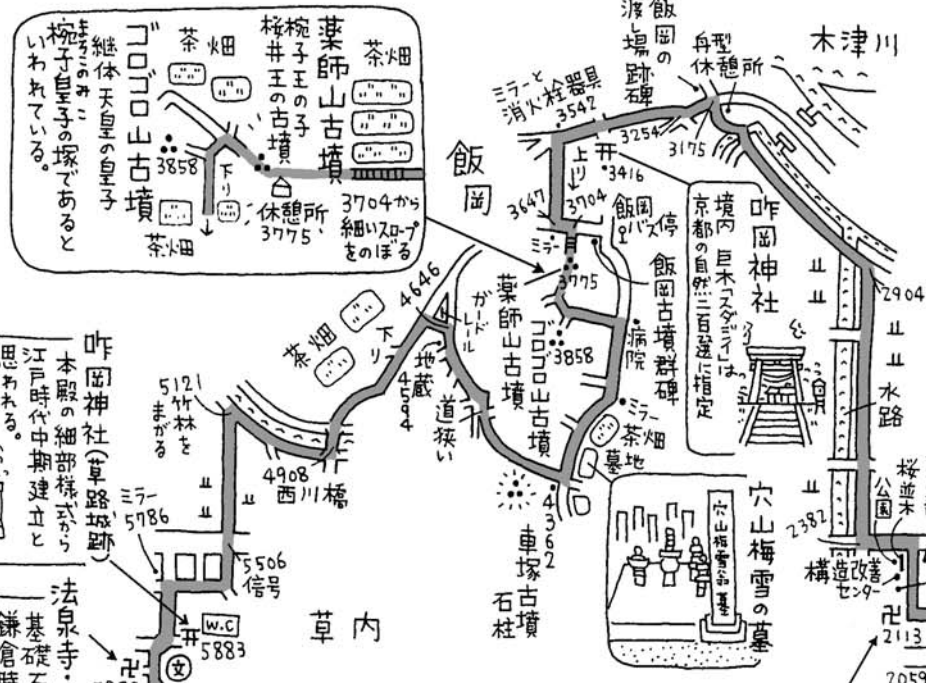 薬師山古墳
椀子王の子
桜井王の古墳
ゴロゴロ山古墳
継体天皇の皇子
まろこのみこ
椀子皇子の塚であると
いわれている。
茶畑
茶畑
茶畑
3858
下り
休憩所
3775
3704から
細いスロープ
をのぼる
木津川
飯岡の
渡し場跡碑
舟型
休憩所
ミラーと
消火栓器具
3542
3254
3175
飯岡
上り
3416
3647
3704
ミラー
飯岡
バス停
3775
飯岡古墳群碑
病院
薬師山古墳
ゴロゴロ山古墳
3858
ミラー
茶畑
墓地
咋岡神社
境内 巨木「スダジイ」は
京都の自然二百選に指定
2904
水路
桜並木
公園
2382
構造改善
センター
2113
2059
穴山梅雪の墓
穴山梅雪翁墓
4362
車塚古墳
石柱
4646
ガードレール
地蔵
道狭い
4594
下り
茶畑
4908
西川橋
5121
竹林を
まがる
ミラー
5786
5506
信号
W.C
5883
文
草内
咋岡神社(草路城跡)
本殿の細部様式から
江戸時代中期建立と
思われる。
法泉寺・
基礎石
鎌倉時